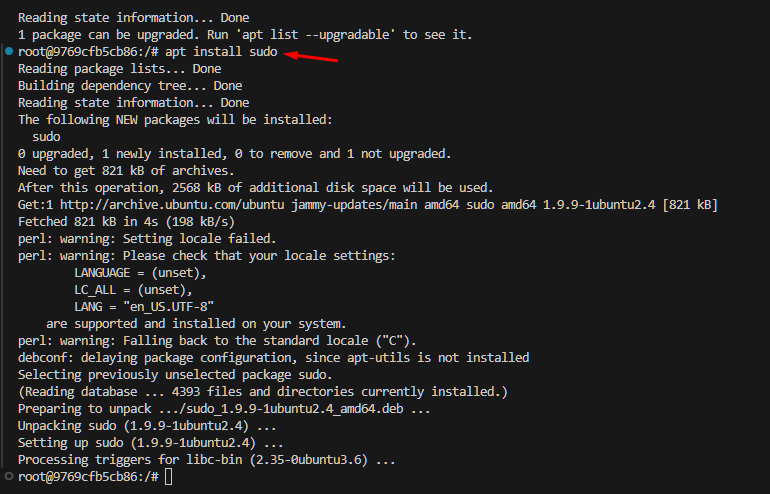 Reading state information... Done
1 package can be upgraded. Run 'apt list --upgradable' to see it.
root@9769cfb5cb86:/# apt install sudo
Reading package lists... Done
Building dependency tree... Done
Reading state information... Done
The following NEW packages will be installed:
  sudo
0 upgraded, 1 newly installed, 0 to remove and 1 not upgraded.
Need to get 821 kB of archives.
After this operation, 2568 kB of additional disk space will be used.
Get:1 http://archive.ubuntu.com/ubuntu jammy-updates/main amd64 sudo amd64 1.9.9-1ubuntu2.4 [821 kB]
Fetched 821 kB in 4s (198 kB/s)
perl: warning: Setting locale failed.
perl: warning: Please check that your locale settings:
        LANGUAGE = (unset),
        LC_ALL = (unset),
        LANG = "en_US.UTF-8"
    are supported and installed on your system.
perl: warning: Falling back to the standard locale ("C").
debconf: delaying package configuration, since apt-utils is not installed
Selecting previously unselected package sudo.
(Reading database ... 4393 files and directories currently installed.)
Preparing to unpack .../sudo_1.9.9-1ubuntu2.4_amd64.deb ...
Unpacking sudo (1.9.9-1ubuntu2.4) ...
Setting up sudo (1.9.9-1ubuntu2.4) ...
Processing triggers for libc-bin (2.35-0ubuntu3.6) ...
root@9769cfb5cb86:/#